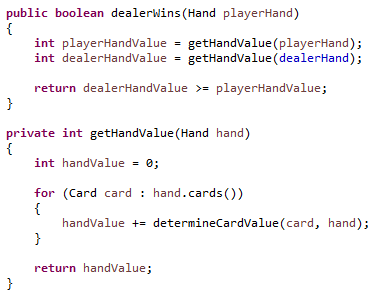 public boolean dealerWins(Hand playerHand)
{
    int playerHandValue = getHandValue(playerHand);
    int dealerHandValue = getHandValue(dealerHand);

    return dealerHandValue >= playerHandValue;
}

private int getHandValue(Hand hand)
{
    int handValue = 0;

    for (Card card : hand.cards())
    {
        handValue += determineCardValue(card, hand);
    }

    return handValue;
}